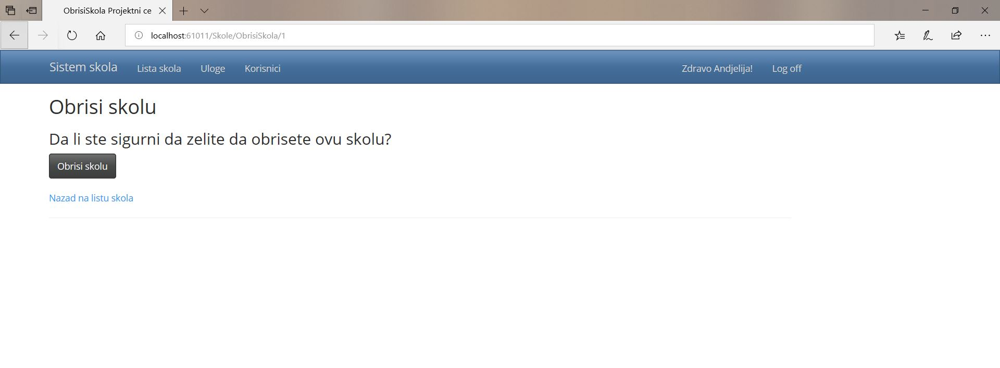 ObrisiSkola Projektni ce
localhost:61011/Skole/ObrisiSkola/1
Sistem skola Lista skola Uloge Korisnici Zdravo Andjelija! Log off
Obrisi skolu
Da li ste sigurni da zelite da obrisete ovu skolu?
Obrisi skolu
Nazad na listu skola